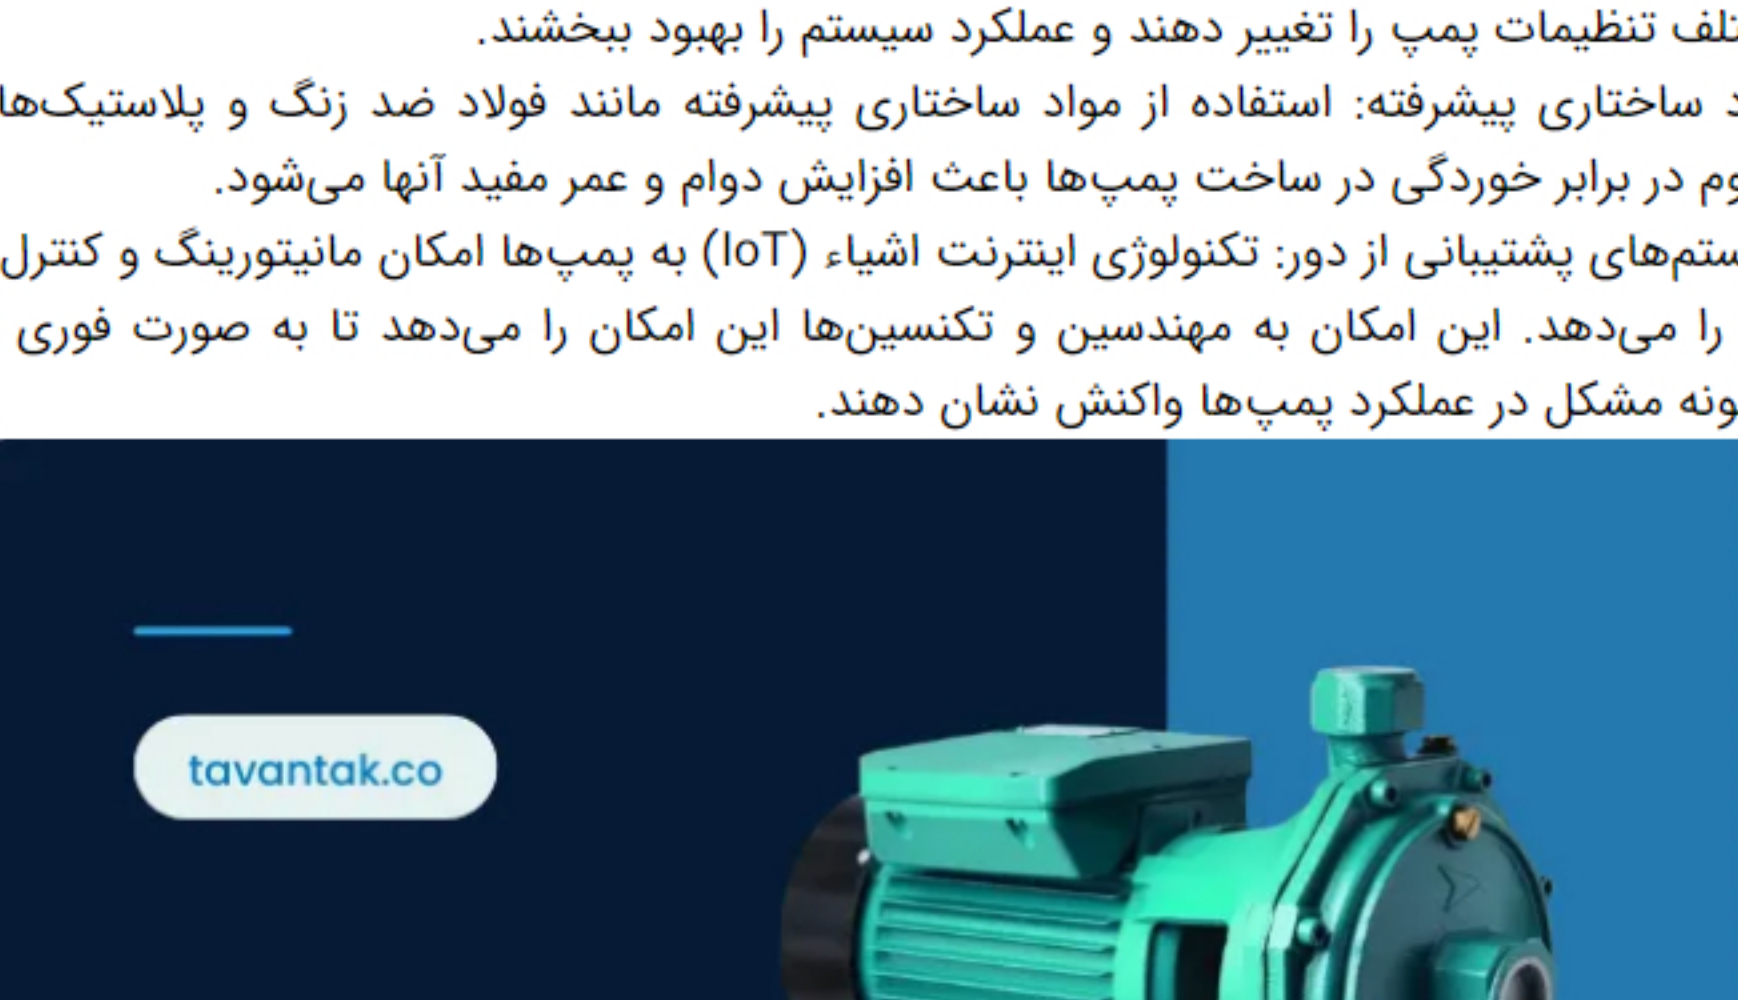 تلف تنظیمات پمپ را تغییر دهند و عملکرد سیستم را بهبود ببخشند.
د ساختاری پیشرفته: استفاده از مواد ساختاری پیشرفته مانند فولاد ضد زنگ و پلاستیک‌ها
وم در برابر خوردگی در ساخت پمپ‌ها باعث افزایش دوام و عمر مفید آنها می‌شود.
ستم‌های پشتیبانی از دور: تکنولوژی اینترنت اشیاء (IoT) به پمپ‌ها امکان مانیتورینگ و کنترل
را می‌دهد. این امکان به مهندسین و تکنسین‌ها این امکان را می‌دهد تا به صورت فوری
ونه مشکل در عملکرد پمپ‌ها واکنش نشان دهند.
tavantak.co